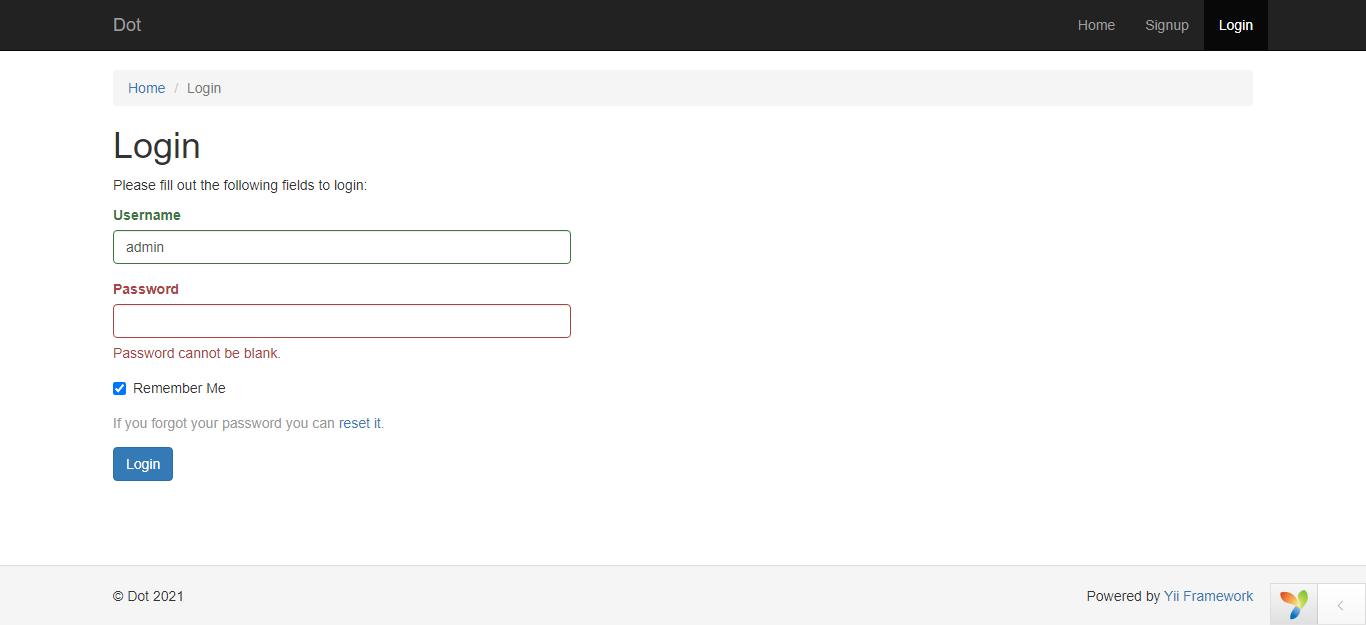 Dot Home Signup Login
Home / Login
Login
Please fill out the following fields to login:
Username
admin
Password
Password cannot be blank.
Remember Me
If you forgot your password you can reset it.
Login
© Dot 2021 Powered by Yii Framework